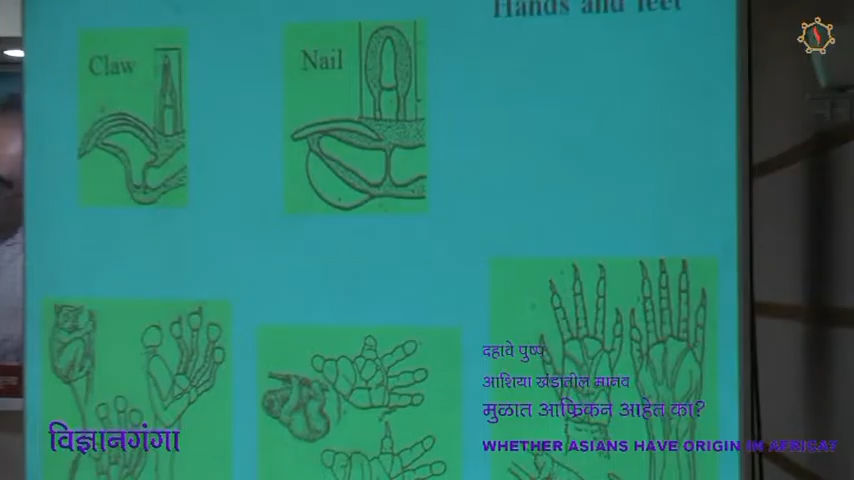 Hands and feet
Claw
Nail
दहावे पुष्प
आशिया खंडातील मानव
मुळात आफ्रिकन आहेत का?
विज्ञानगंगा
WHETHER ASIANS HAVE ORIGIN IN AFRICA?